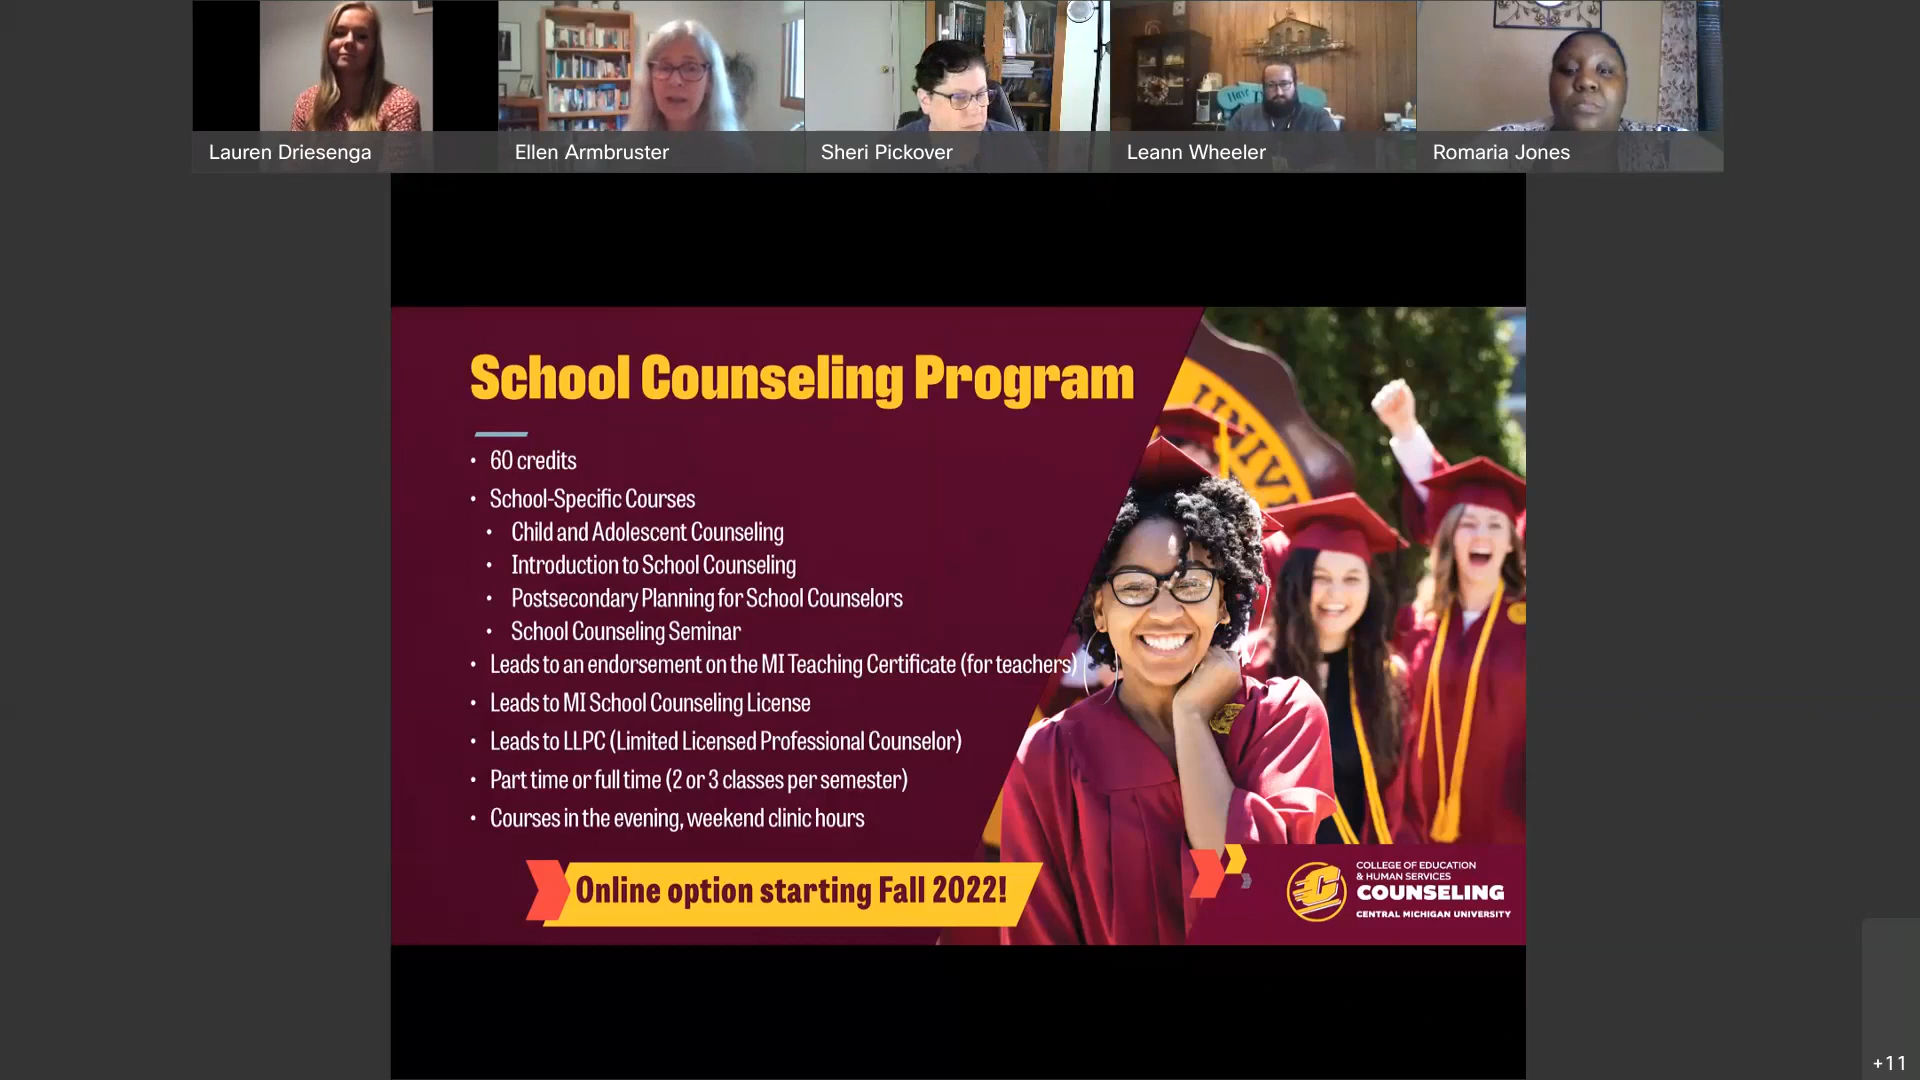 Lauren Driesenga
Ellen Armbruster
Sheri Pickover
Leann Wheeler
Romaria Jones
School Counseling Program
• 60 credits
• School-Specific Courses
• Child and Adolescent Counseling
• Introduction to School Counseling
• Postsecondary Planning for School Counselors
• School Counseling Seminar
• Leads to an endorsement on the MI Teaching Certificate (for teachers)
• Leads to MI School Counseling License
• Leads to LLPC (Limited Licensed Professional Counselor)
• Part time or full time (2 or 3 classes per semester)
• Courses in the evening, weekend clinic hours
Online option starting Fall 2022!
UNIV
C
COLLEGE OF EDUCATION
& HUMAN SERVICES
COUNSELING
CENTRAL MICHIGAN UNIVERSITY
+11